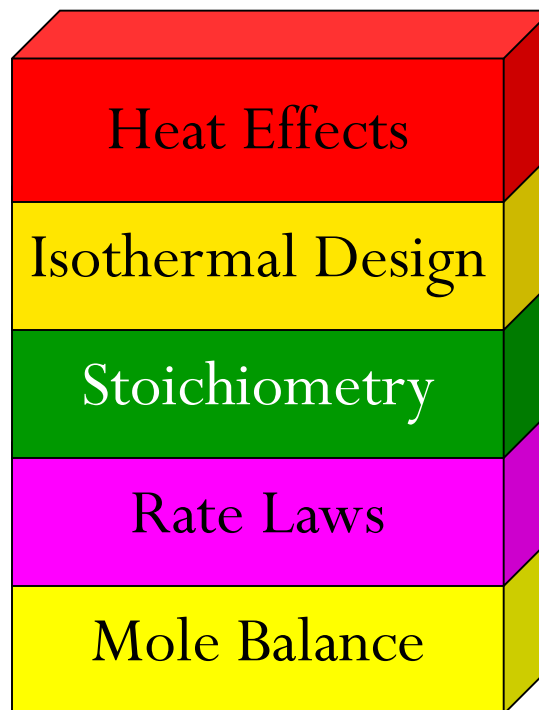 Heat Effects
Isothermal Design
Stoichiometry
Rate Laws
Mole Balance